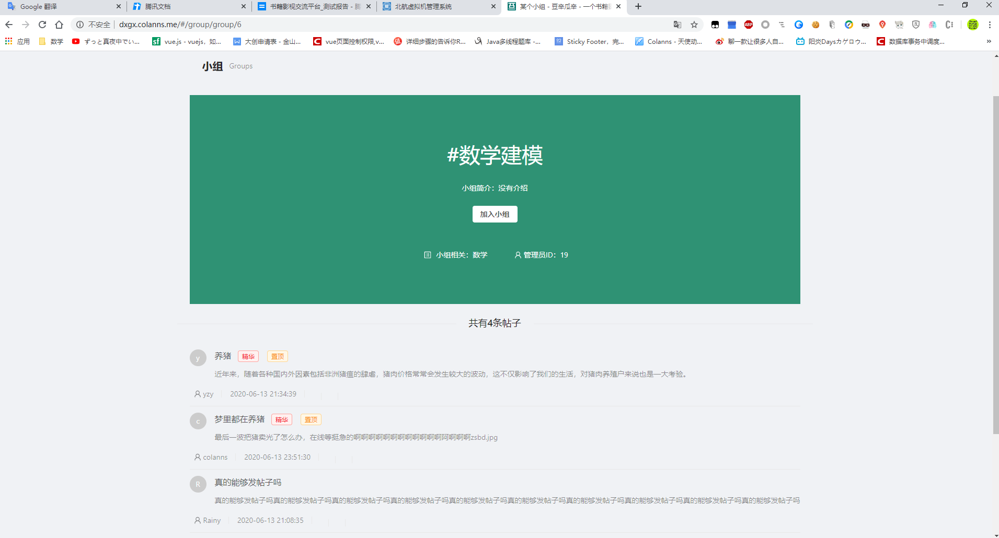 Google 翻译
腾讯文档
书籍影视交流平台_测试报告 - 腾
北航虚拟机管理系统
某个小组 - 豆辛瓜辛 - 一个书籍
不安全 dxgx.colanns.me/#/group/group/6
ABP
应用
数学
ずっと真夜中でい...
sf vue.js - vuejs，如...
大创申请表 - 金山...
C vue页面控制权限,v...
值 详细步骤的告诉你R...
Java多线程题库 -...
92 Sticky Footer，完...
Colanns - 天使动...
聊一款让很多人自...
阳炎Daysカゲロウ...
C 数据库事务中调度...
小组 Groups
#数学建模
小组简介：没有介绍
加入小组
小组相关：数学 管理员ID：19
共有4条帖子
y 养猪 精华 置顶
近年来，随着各种国内外因素包括非洲猪瘟的肆虐，猪肉价格常常会发生较大的波动，这不仅影响了我们的生活，对猪肉养殖户来说也是一大考验。
yzy 2020-06-13 21:34:39
c 梦里都在养猪 精华 置顶
最后一波把猪卖光了怎么办，在线等挺急的啊啊啊啊啊啊啊啊啊啊啊啊阿啊啊啊zsbd.jpg
colanns 2020-06-13 23:51:30
R 真的能够发帖子吗
真的能够发帖子吗真的能够发帖子吗真的能够发帖子吗真的能够发帖子吗真的能够发帖子吗真的能够发帖子吗真的能够发帖子吗真的能够发帖子吗真的能够发帖子吗真的能够发帖子吗
Rainy 2020-06-13 21:08:35